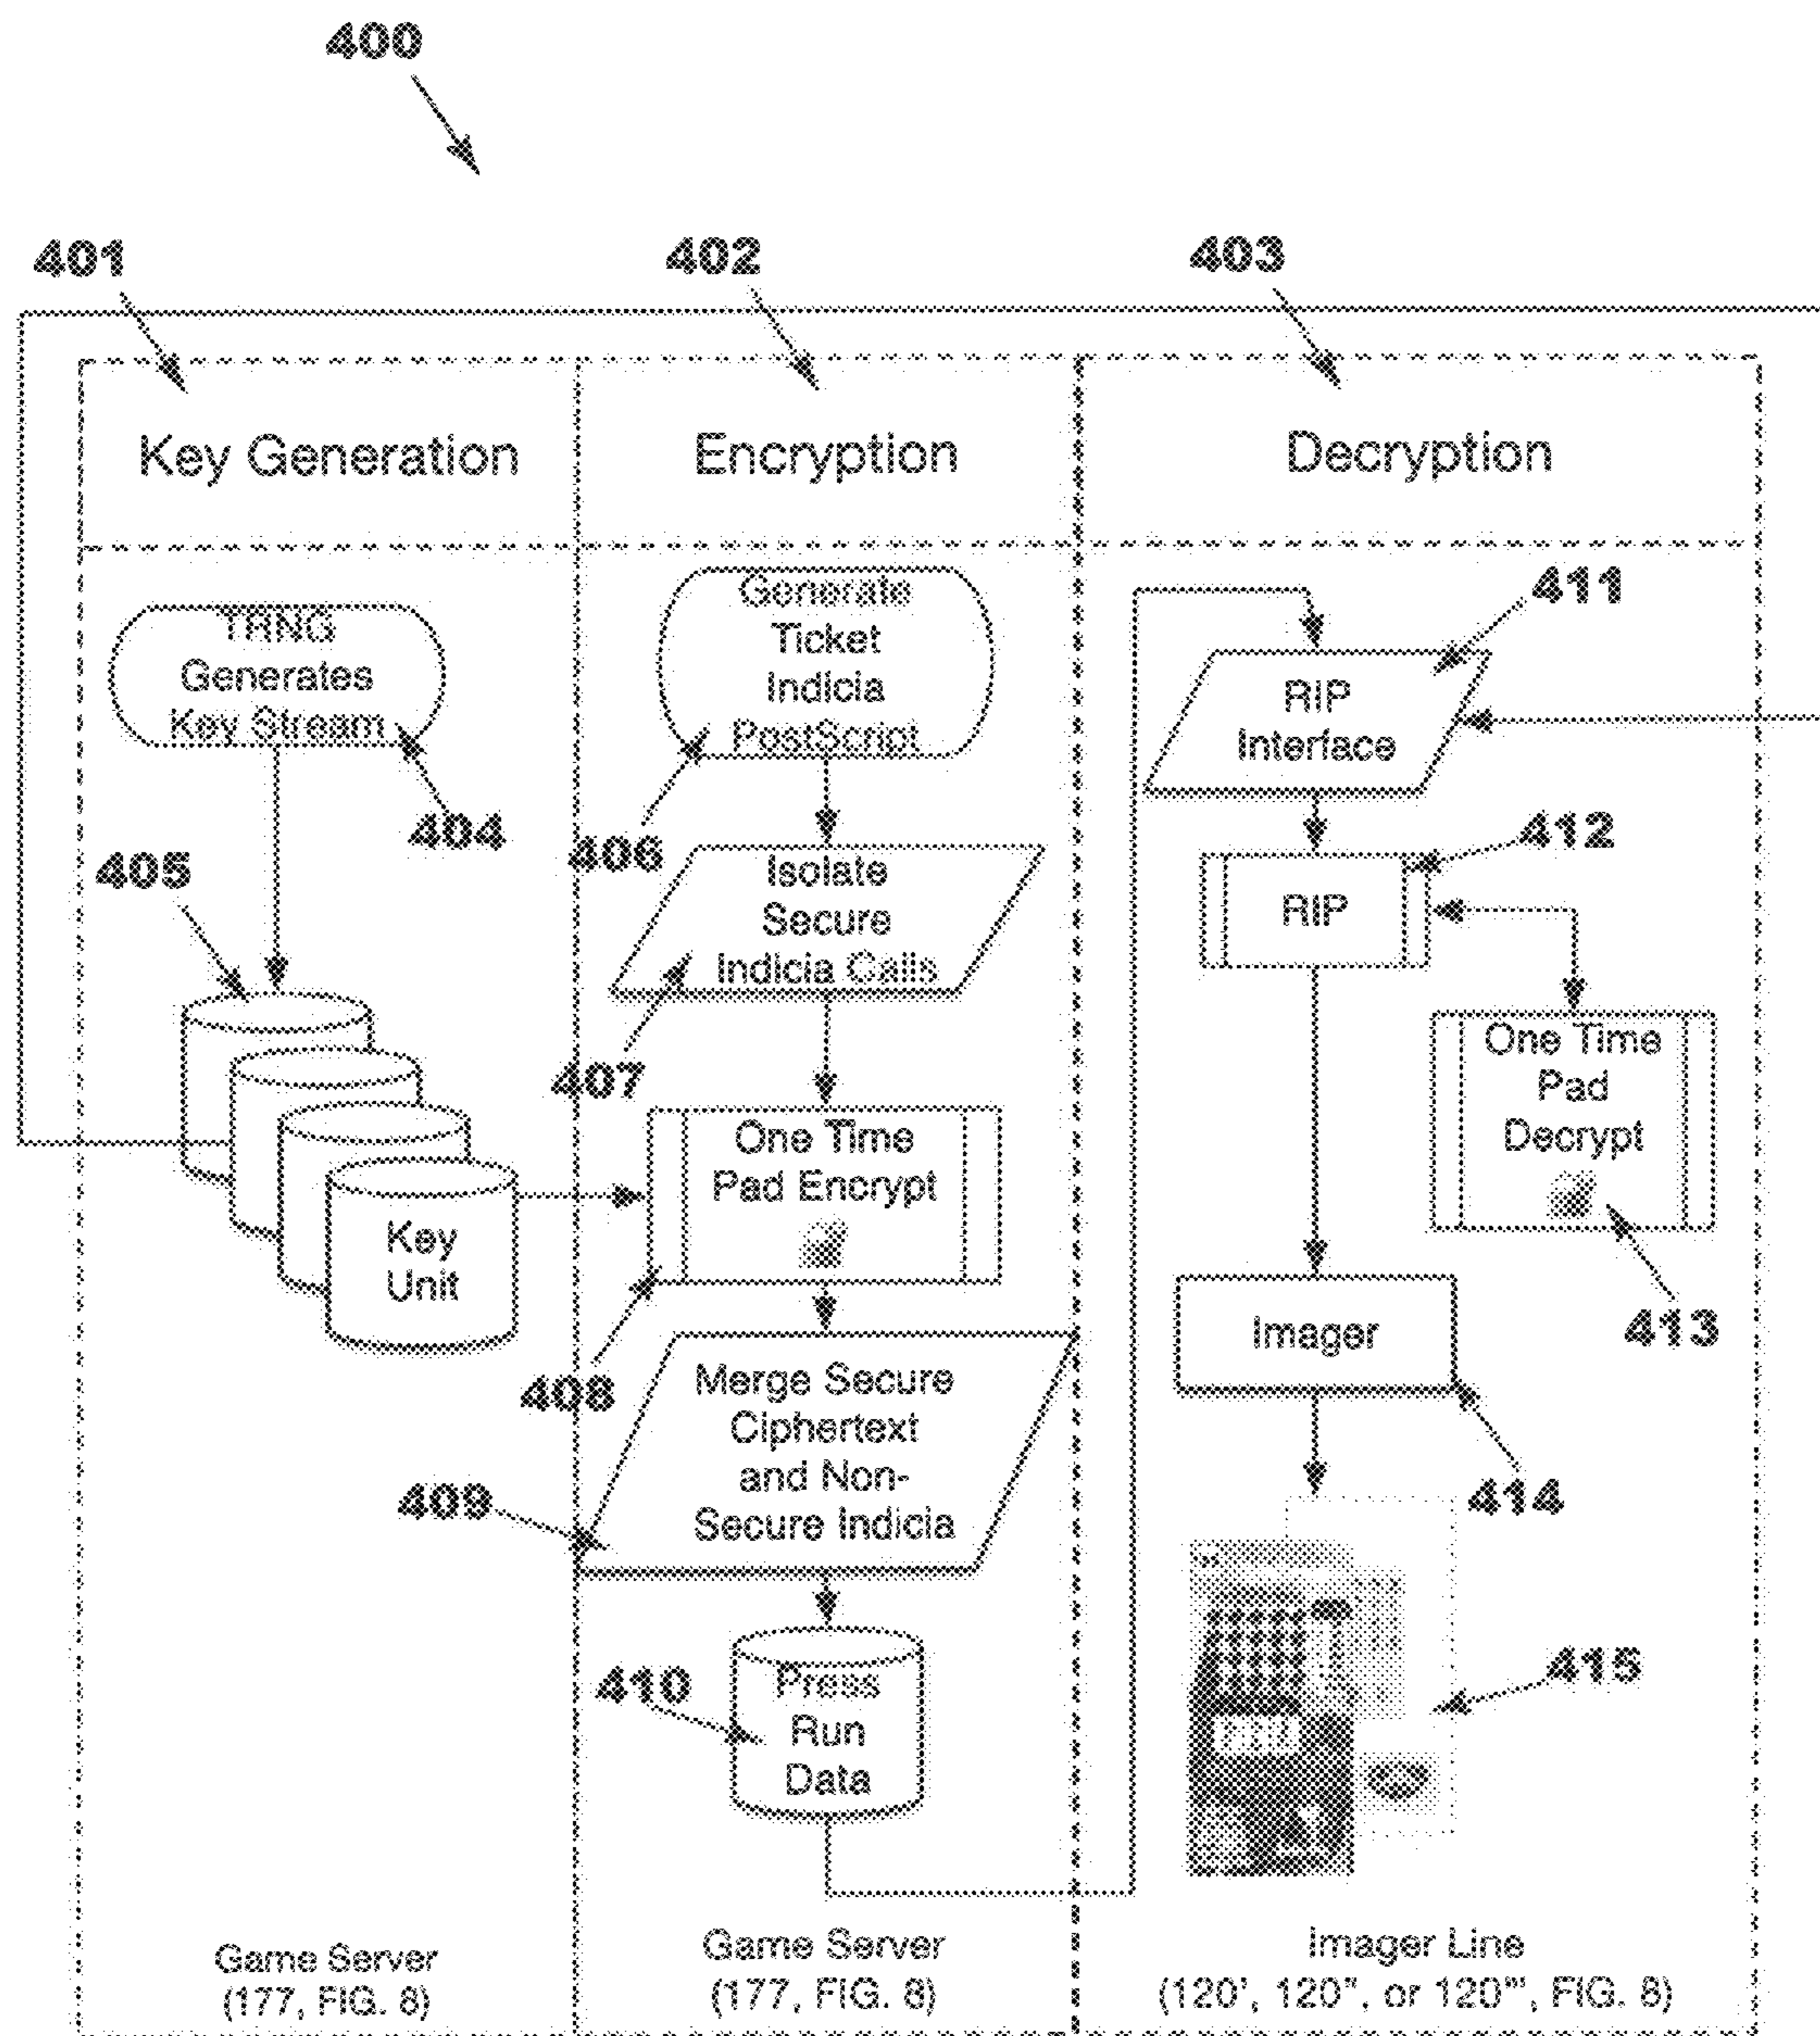 400
401
402
403
Key Generation
Encryption
Decryption
TRNG
Generates
Key Stream
404
405
Key
Unit
Generate
Ticket
Indicia
PostScript
406
Isolate
Secure
Indicia Calls
407
One Time
Pad Encrypt
408
Merge Secure
Ciphertext
and Non-
Secure Indicia
409
410
Press
Run
Data
411
RIP
Interface
412
RIP
One Time
Pad
Decrypt
413
Imager
414
415
Game Server
(177, FIG. 8)
Game Server
(177, FIG. 8)
Imager Line
(120', 120", or 120"', FIG. 8)